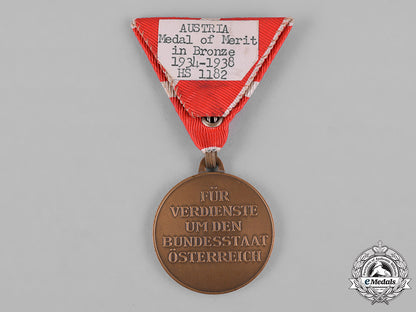 AUSTRIA
Medal of Merit
in Bronze
1934-1938
HS 1182
FÜR
VERDIENSTE
UM DEN
BUNDESSTAAT
ÖSTERREICH
eMedals